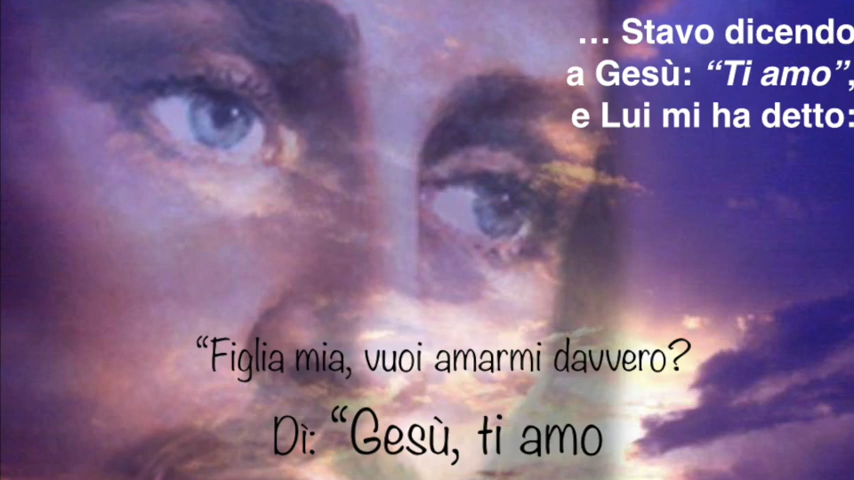 … Stavo dicendo
a Gesù: “Ti amo”,
e Lui mi ha detto:
“Figlia mia, vuoi amarmi davvero?
Dì: “Gesù, ti amo